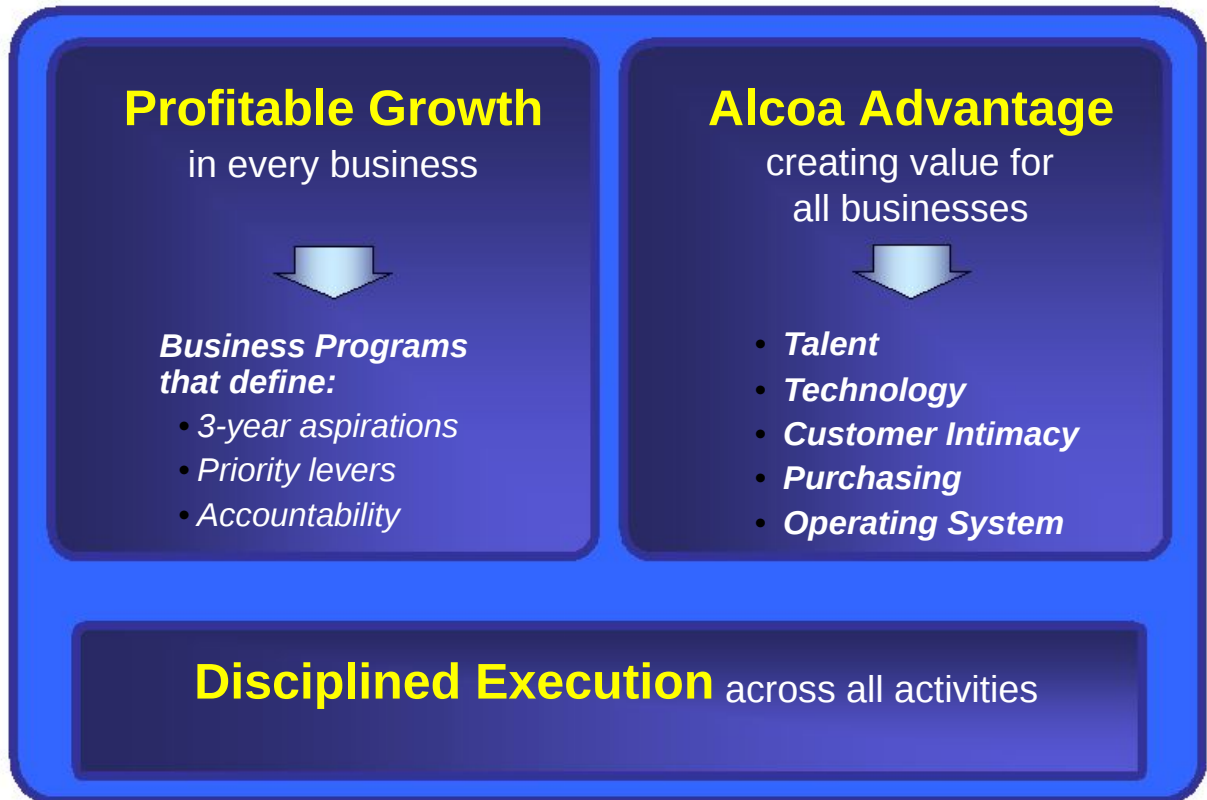 Profitable Growth
in every business
Business Programs
that define:
• 3-year aspirations
• Priority levers
• Accountability
Alcoa Advantage
creating value for
all businesses
• Talent
• Technology
• Customer Intimacy
• Purchasing
• Operating System
Disciplined Execution across all activities